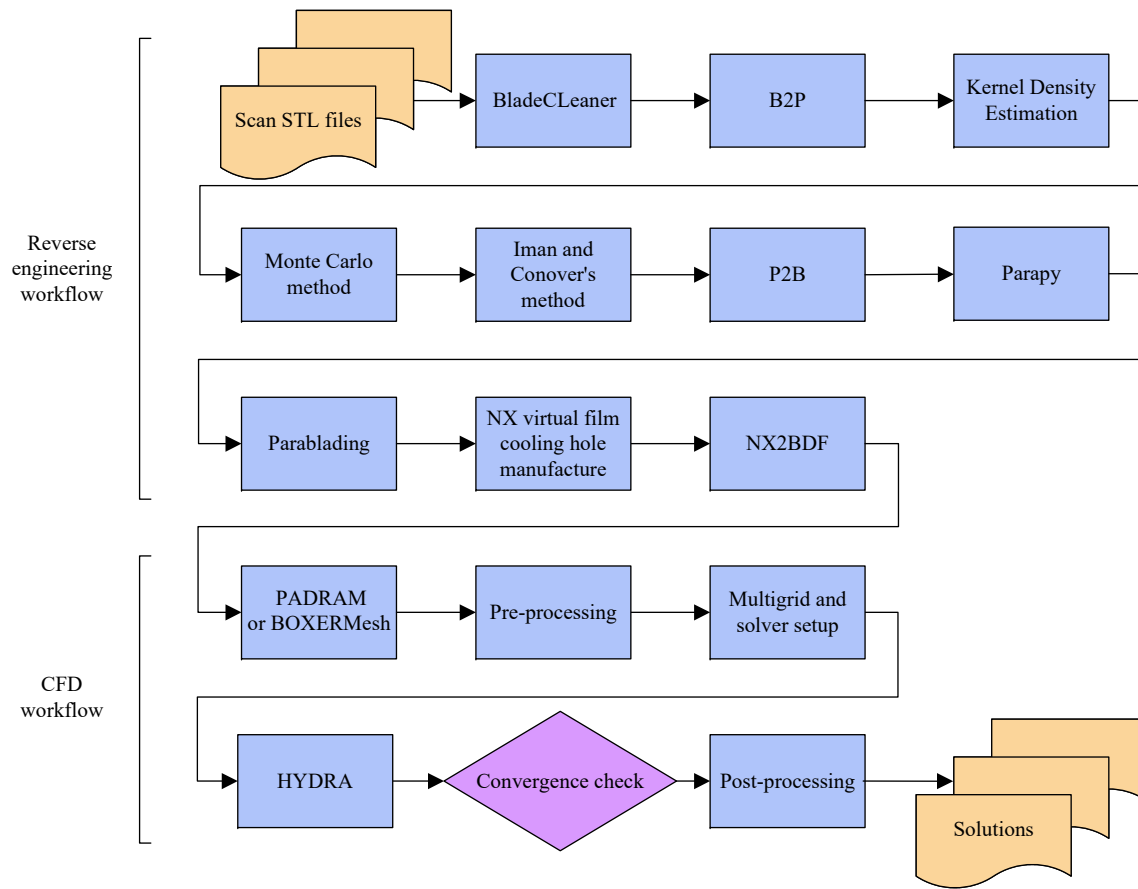 Scan STL files
BladeCLeaner
B2P
Kernel Density
Estimation
Reverse
engineering
workflow
Monte Carlo
method
Iman and
Conover's
method
P2B
Parapy
Parablading
NX virtual film
cooling hole
manufacture
NX2BDF
CFD
workflow
PADRAM
or BOXERMesh
Pre-processing
Multigrid and
solver setup
HYDRA
Convergence check
Post-processing
Solutions